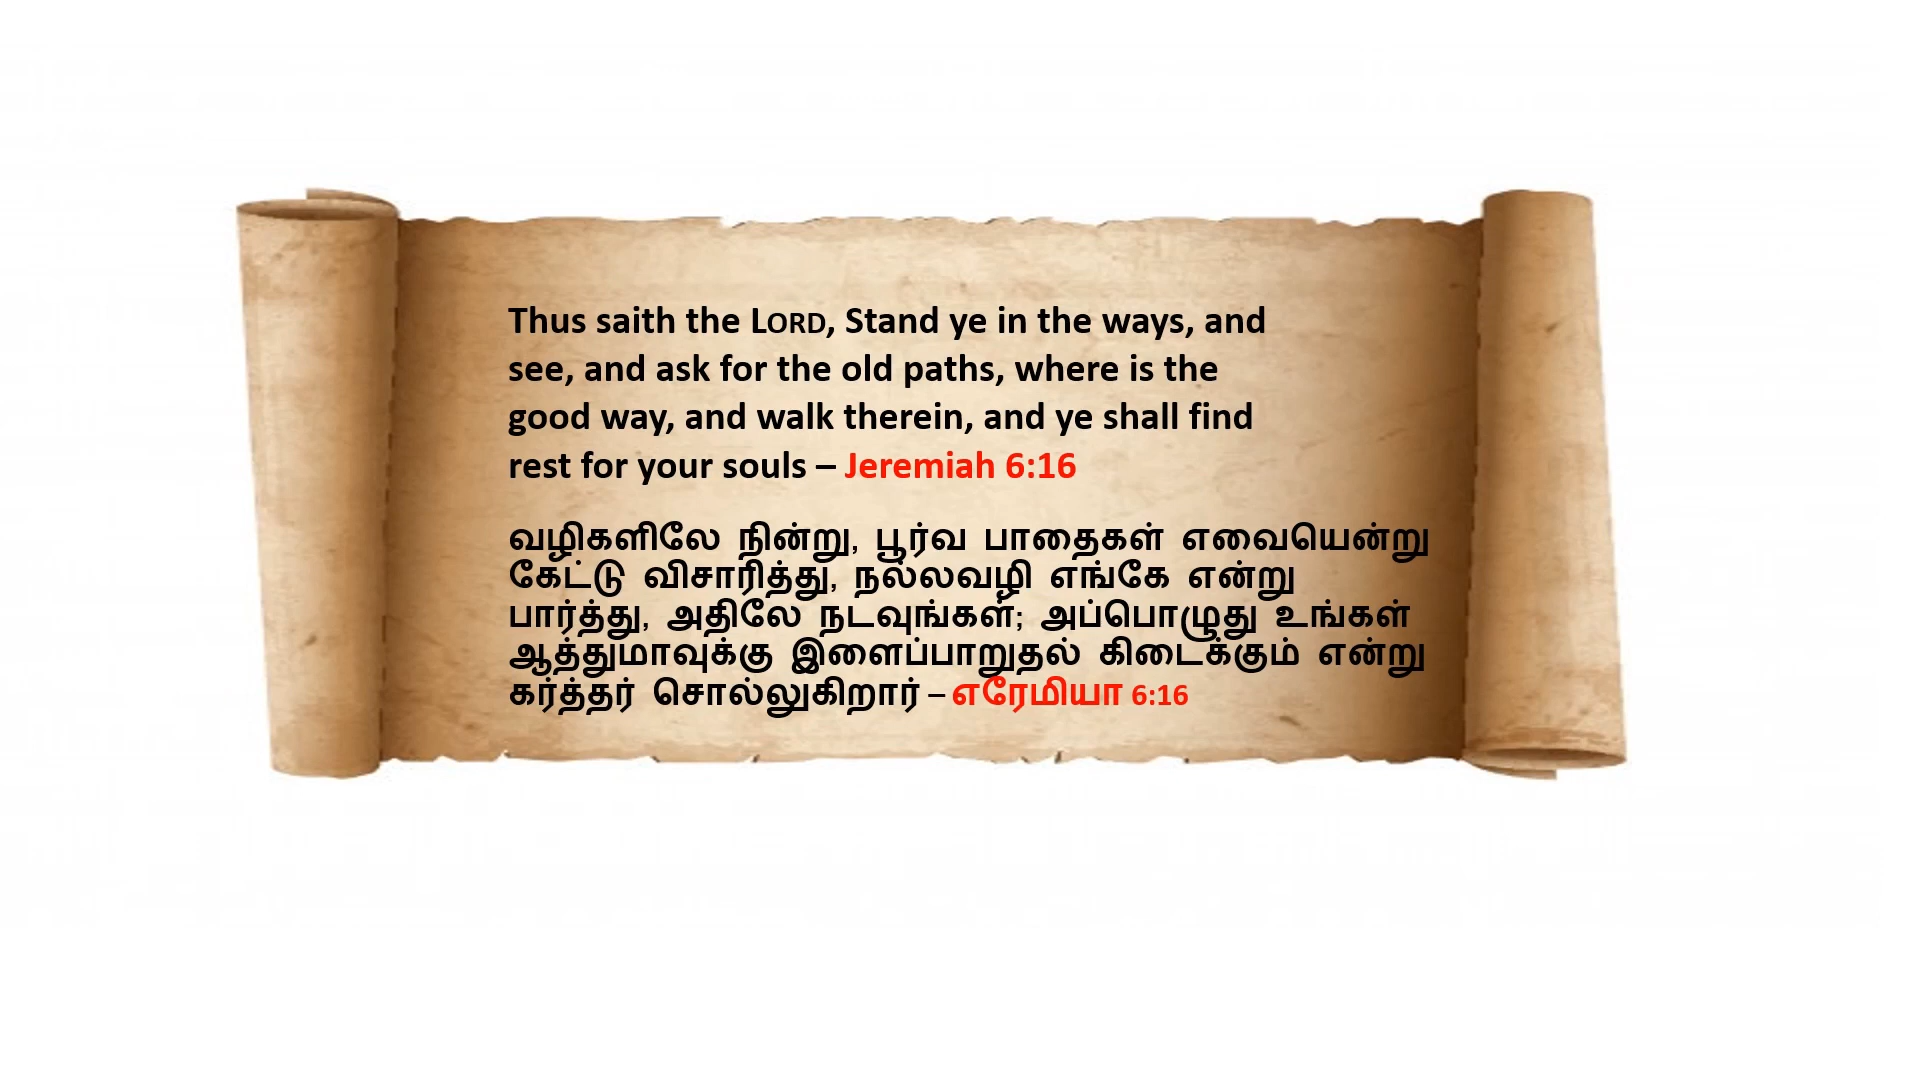 Thus saith the LORD, Stand ye in the ways, and
see, and ask for the old paths, where is the
good way, and walk therein, and ye shall find
rest for your souls – Jeremiah 6:16
வழிகளிலே நின்று, பூர்வ பாதைகள் எவையென்று
கேட்டு விசாரித்து, நல்லவழி எங்கே என்று
பார்த்து, அதிலே நடவுங்கள்; அப்பொழுது உங்கள்
ஆத்துமாவுக்கு இளைப்பாறுதல் கிடைக்கும் என்று
கர்த்தர் சொல்லுகிறார் – எரேமியா 6:16